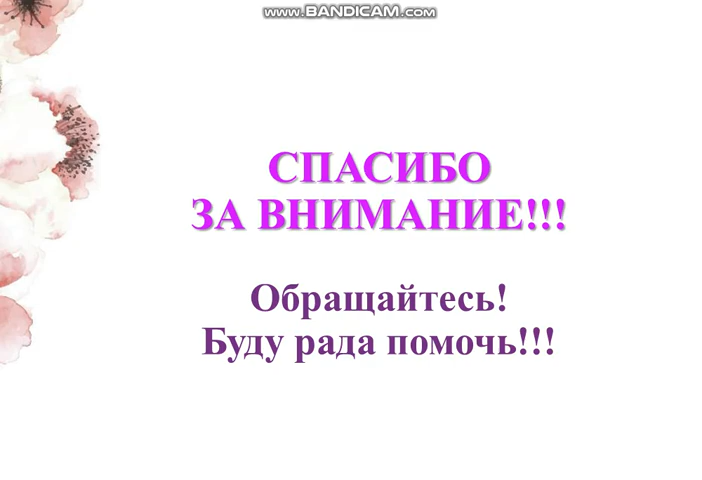 www.BANDICAM.com
СПАСИБО
ЗА ВНИМАНИЕ!!!
Обращайтесь!
Буду рада помочь!!!